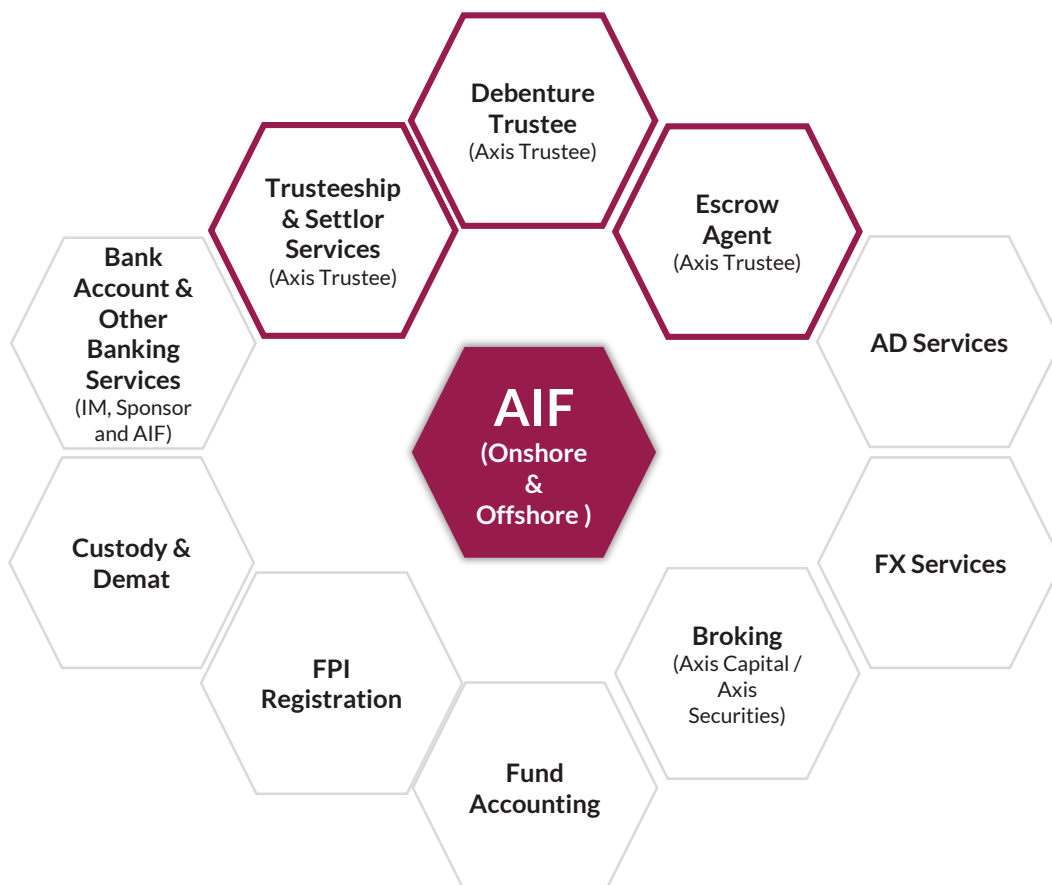 Debenture
Trustee
(Axis Trustee)
Trusteeship
& Settlor
Services
(Axis Trustee)
Escrow
Agent
(Axis Trustee)
Bank
Account &
Other
Banking
Services
(IM, Sponsor
and AIF)
AD Services
AIF
(Onshore
&
Offshore )
Custody &
Demat
FX Services
FPI
Registration
Broking
(Axis Capital /
Axis
Securities)
Fund
Accounting